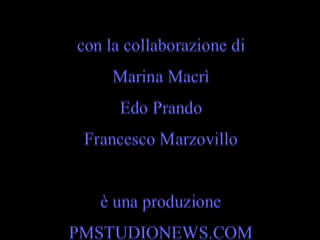 con la collaborazione di
Marina Macrì
Edo Prando
Francesco Marzovillo
è una produzione
PMSTUDIONEWS.COM